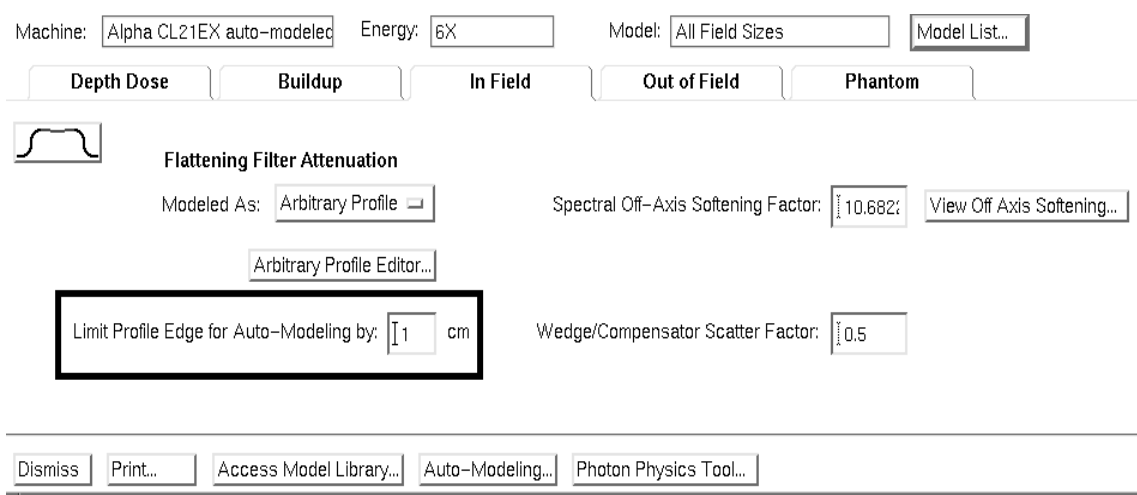 Machine: Alpha CL21EX auto-modeled Energy: 6X Model: All Field Sizes Model List...
Depth Dose Buildup In Field Out of Field Phantom
Flattening Filter Attenuation
Modeled As: Arbitrary Profile Spectral Off-Axis Softening Factor: 10.682 View Off Axis Softening...
Arbitrary Profile Editor...
Limit Profile Edge for Auto-Modeling by: 1 cm Wedge/Compensator Scatter Factor: 0.5
Dismiss Print... Access Model Library... Auto-Modeling... Photon Physics Tool...